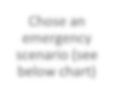 Chose an
emergency
scenario (see
below chart)